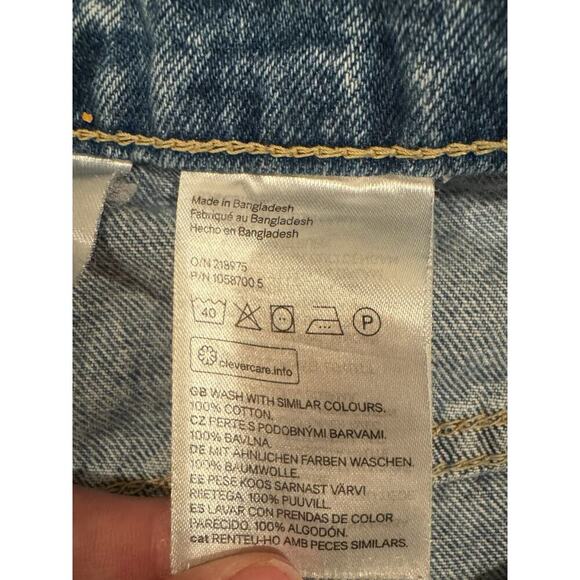 Made in Bangladesh
Fabriqué au Bangladesh
Hecho en Bangladesh
O/N 218975
P/N 1058700 5
40
P
clevercare.info
GB WASH WITH SIMILAR COLOURS.
100% COTTON.
CZ PERTE S PODOBNÝMI BARVAMI.
100% BAVLNA.
DE MIT ÄHNLICHEN FARBEN WASCHEN.
100% BAUMWOLLE.
EE PESE KOOS SARNAST VÄRVI
RIIETEGA. 100% PUUVILL.
ES LAVAR CON PRENDAS DE COLOR
PARECIDO. 100% ALGODÓN.
cat RENTEU-HO AMB PECES SIMILARS.